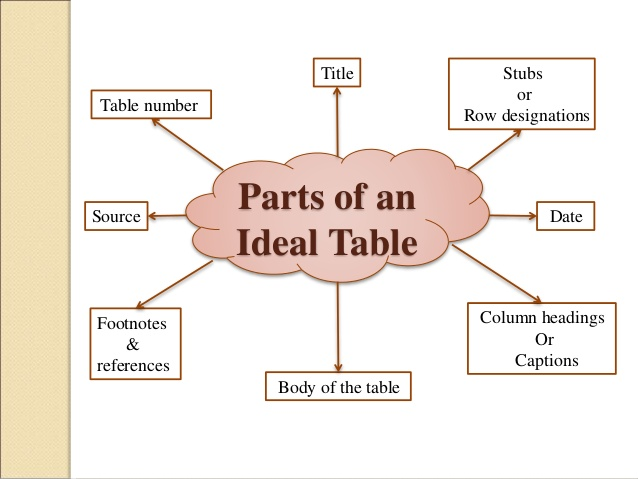 Title
Stubs
or
Row designations
Table number
Parts of an
Ideal Table
Source
Date
Footnotes
&
references
Column headings
Or
Captions
Body of the table